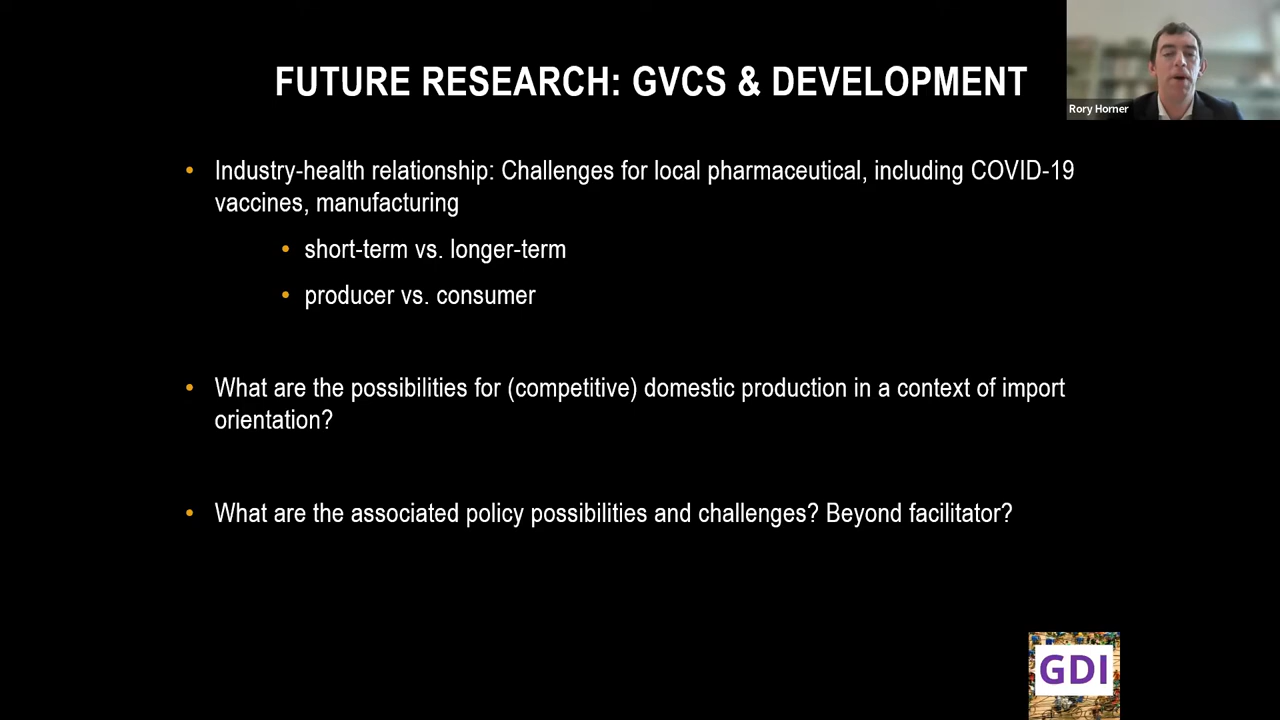 FUTURE RESEARCH: GVCS & DEVELOPMENT
Rory Horner
• Industry-health relationship: Challenges for local pharmaceutical, including COVID-19
vaccines, manufacturing
• short-term vs. longer-term
• producer vs. consumer
• What are the possibilities for (competitive) domestic production in a context of import
orientation?
• What are the associated policy possibilities and challenges? Beyond facilitator?
GDI